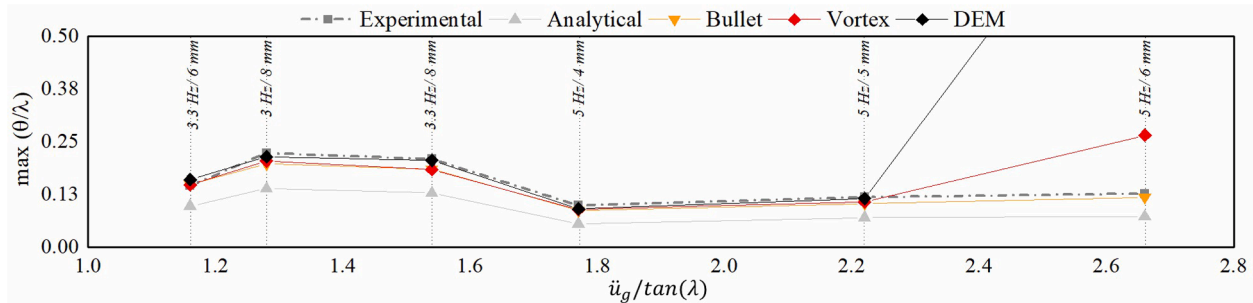 Experimental Analytical Bullet Vortex DEM
0.50
0.38
0.25
0.13
0.00
max (θ/λ)
3.3 Hz/ 6 mm
3 Hz/ 8 mm
3.3 Hz/ 8 mm
5 Hz/ 4 mm
5 Hz/ 5 mm
5 Hz/ 6 mm
1.0 1.2 1.4 1.6 1.8 2.0 2.2 2.4 2.6 2.8
ü_g/tan(λ)